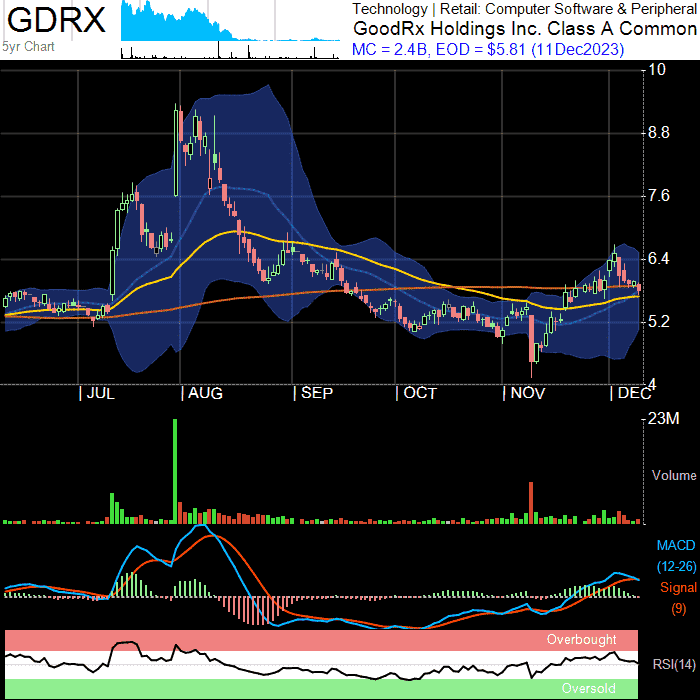 GDRX
5yr Chart
Technology | Retail: Computer Software & Peripheral
GoodRx Holdings Inc. Class A Common
MC = 2.4B, EOD = $5.81 (11Dec2023)
10
8.8
7.6
6.4
5.2
4
| JUL | AUG | SEP | OCT | NOV | DEC
23M
Volume
MACD
(12-26)
Signal
(9)
Overbought
RSI(14)
Oversold